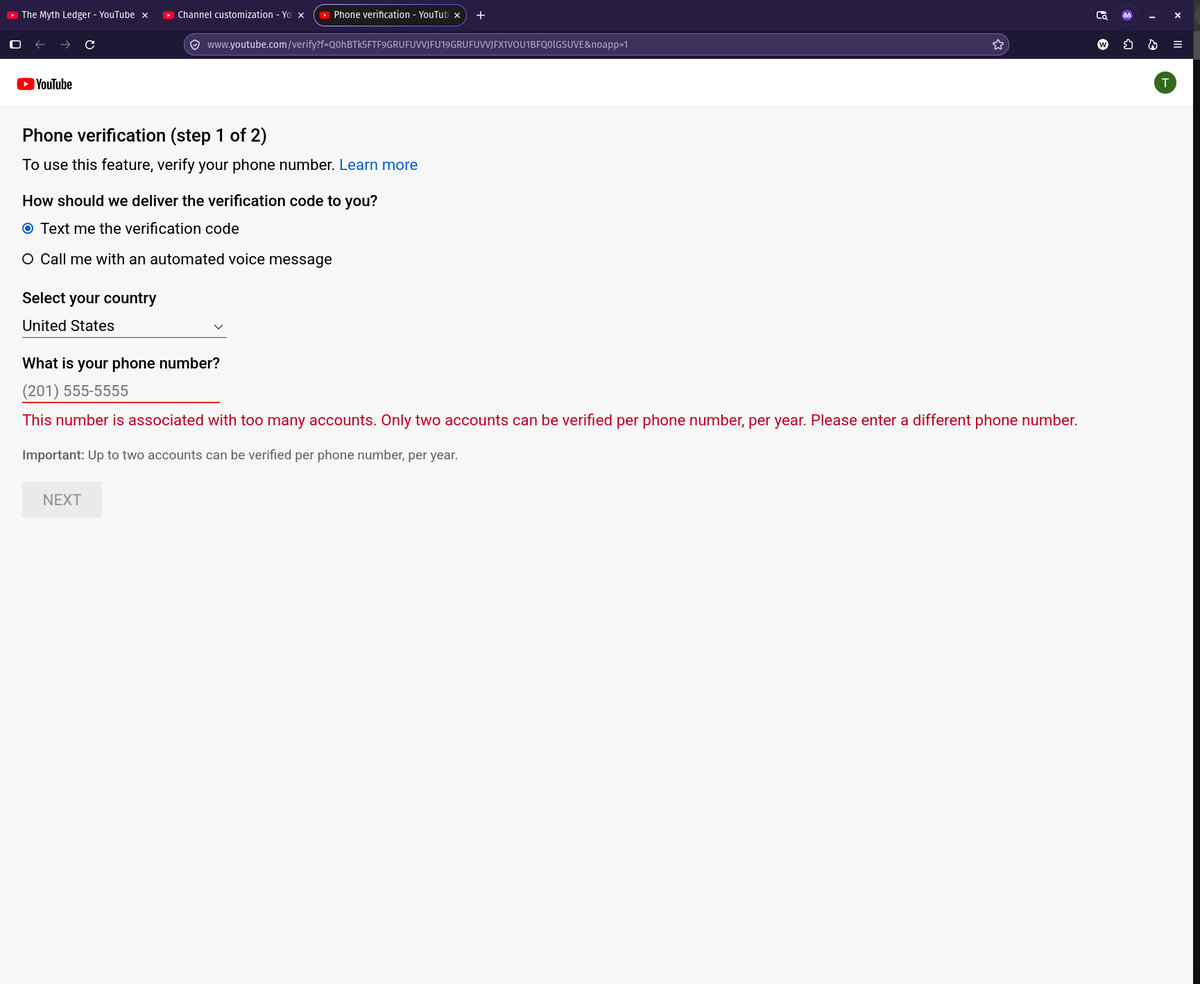 The Myth Ledger - YouTube
Channel customization - Yo
Phone verification - YouTub
www.youtube.com/verify?f=Q0hBTk5FTF9GRUFUVVJFU19GRUFUVVJFX1VOU1BFQ0lGSUVE&noapp=1
W
YouTube
T
Phone verification (step 1 of 2)
To use this feature, verify your phone number. Learn more
How should we deliver the verification code to you?
Text me the verification code
Call me with an automated voice message
Select your country
United States
What is your phone number?
(201) 555-5555
This number is associated with too many accounts. Only two accounts can be verified per phone number, per year. Please enter a different phone number.
Important: Up to two accounts can be verified per phone number, per year.
NEXT